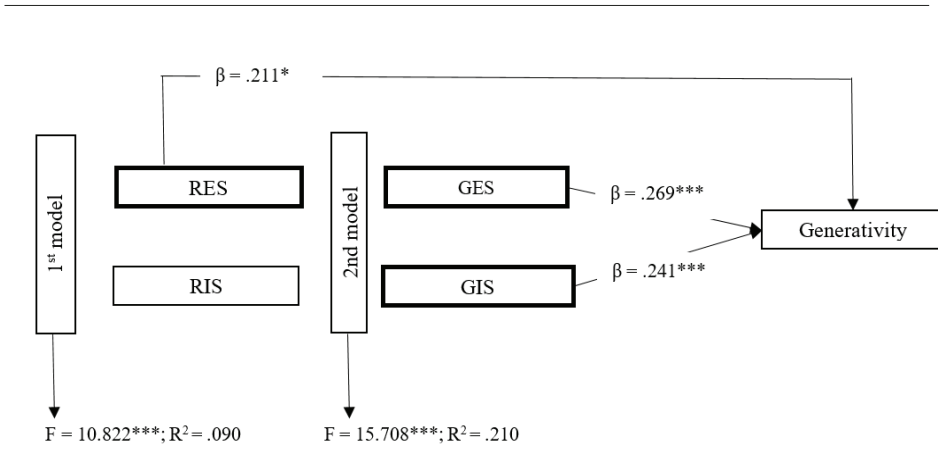 β = .211*
1st model
RES
RIS
2nd model
GES
GIS
β = .269***
β = .241***
Generativity
F = 10.822***; R² = .090
F = 15.708***; R² = .210